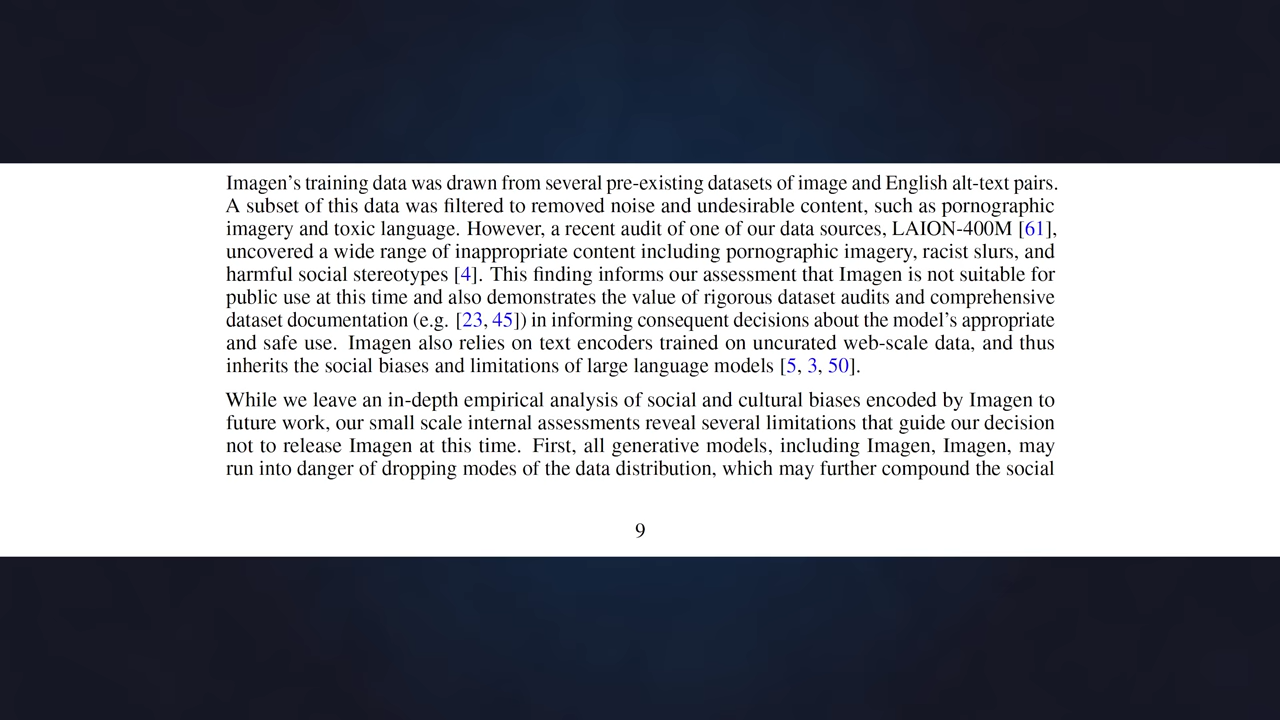 Imagen's training data was drawn from several pre-existing datasets of image and English alt-text pairs.
A subset of this data was filtered to removed noise and undesirable content, such as pornographic
imagery and toxic language. However, a recent audit of one of our data sources, LAION-400M [61],
uncovered a wide range of inappropriate content including pornographic imagery, racist slurs, and
harmful social stereotypes [4]. This finding informs our assessment that Imagen is not suitable for
public use at this time and also demonstrates the value of rigorous dataset audits and comprehensive
dataset documentation (e.g. [23, 45]) in informing consequent decisions about the model's appropriate
and safe use. Imagen also relies on text encoders trained on uncurated web-scale data, and thus
inherits the social biases and limitations of large language models [5, 3, 50].
While we leave an in-depth empirical analysis of social and cultural biases encoded by Imagen to
future work, our small scale internal assessments reveal several limitations that guide our decision
not to release Imagen at this time. First, all generative models, including Imagen, Imagen, may
run into danger of dropping modes of the data distribution, which may further compound the social
9